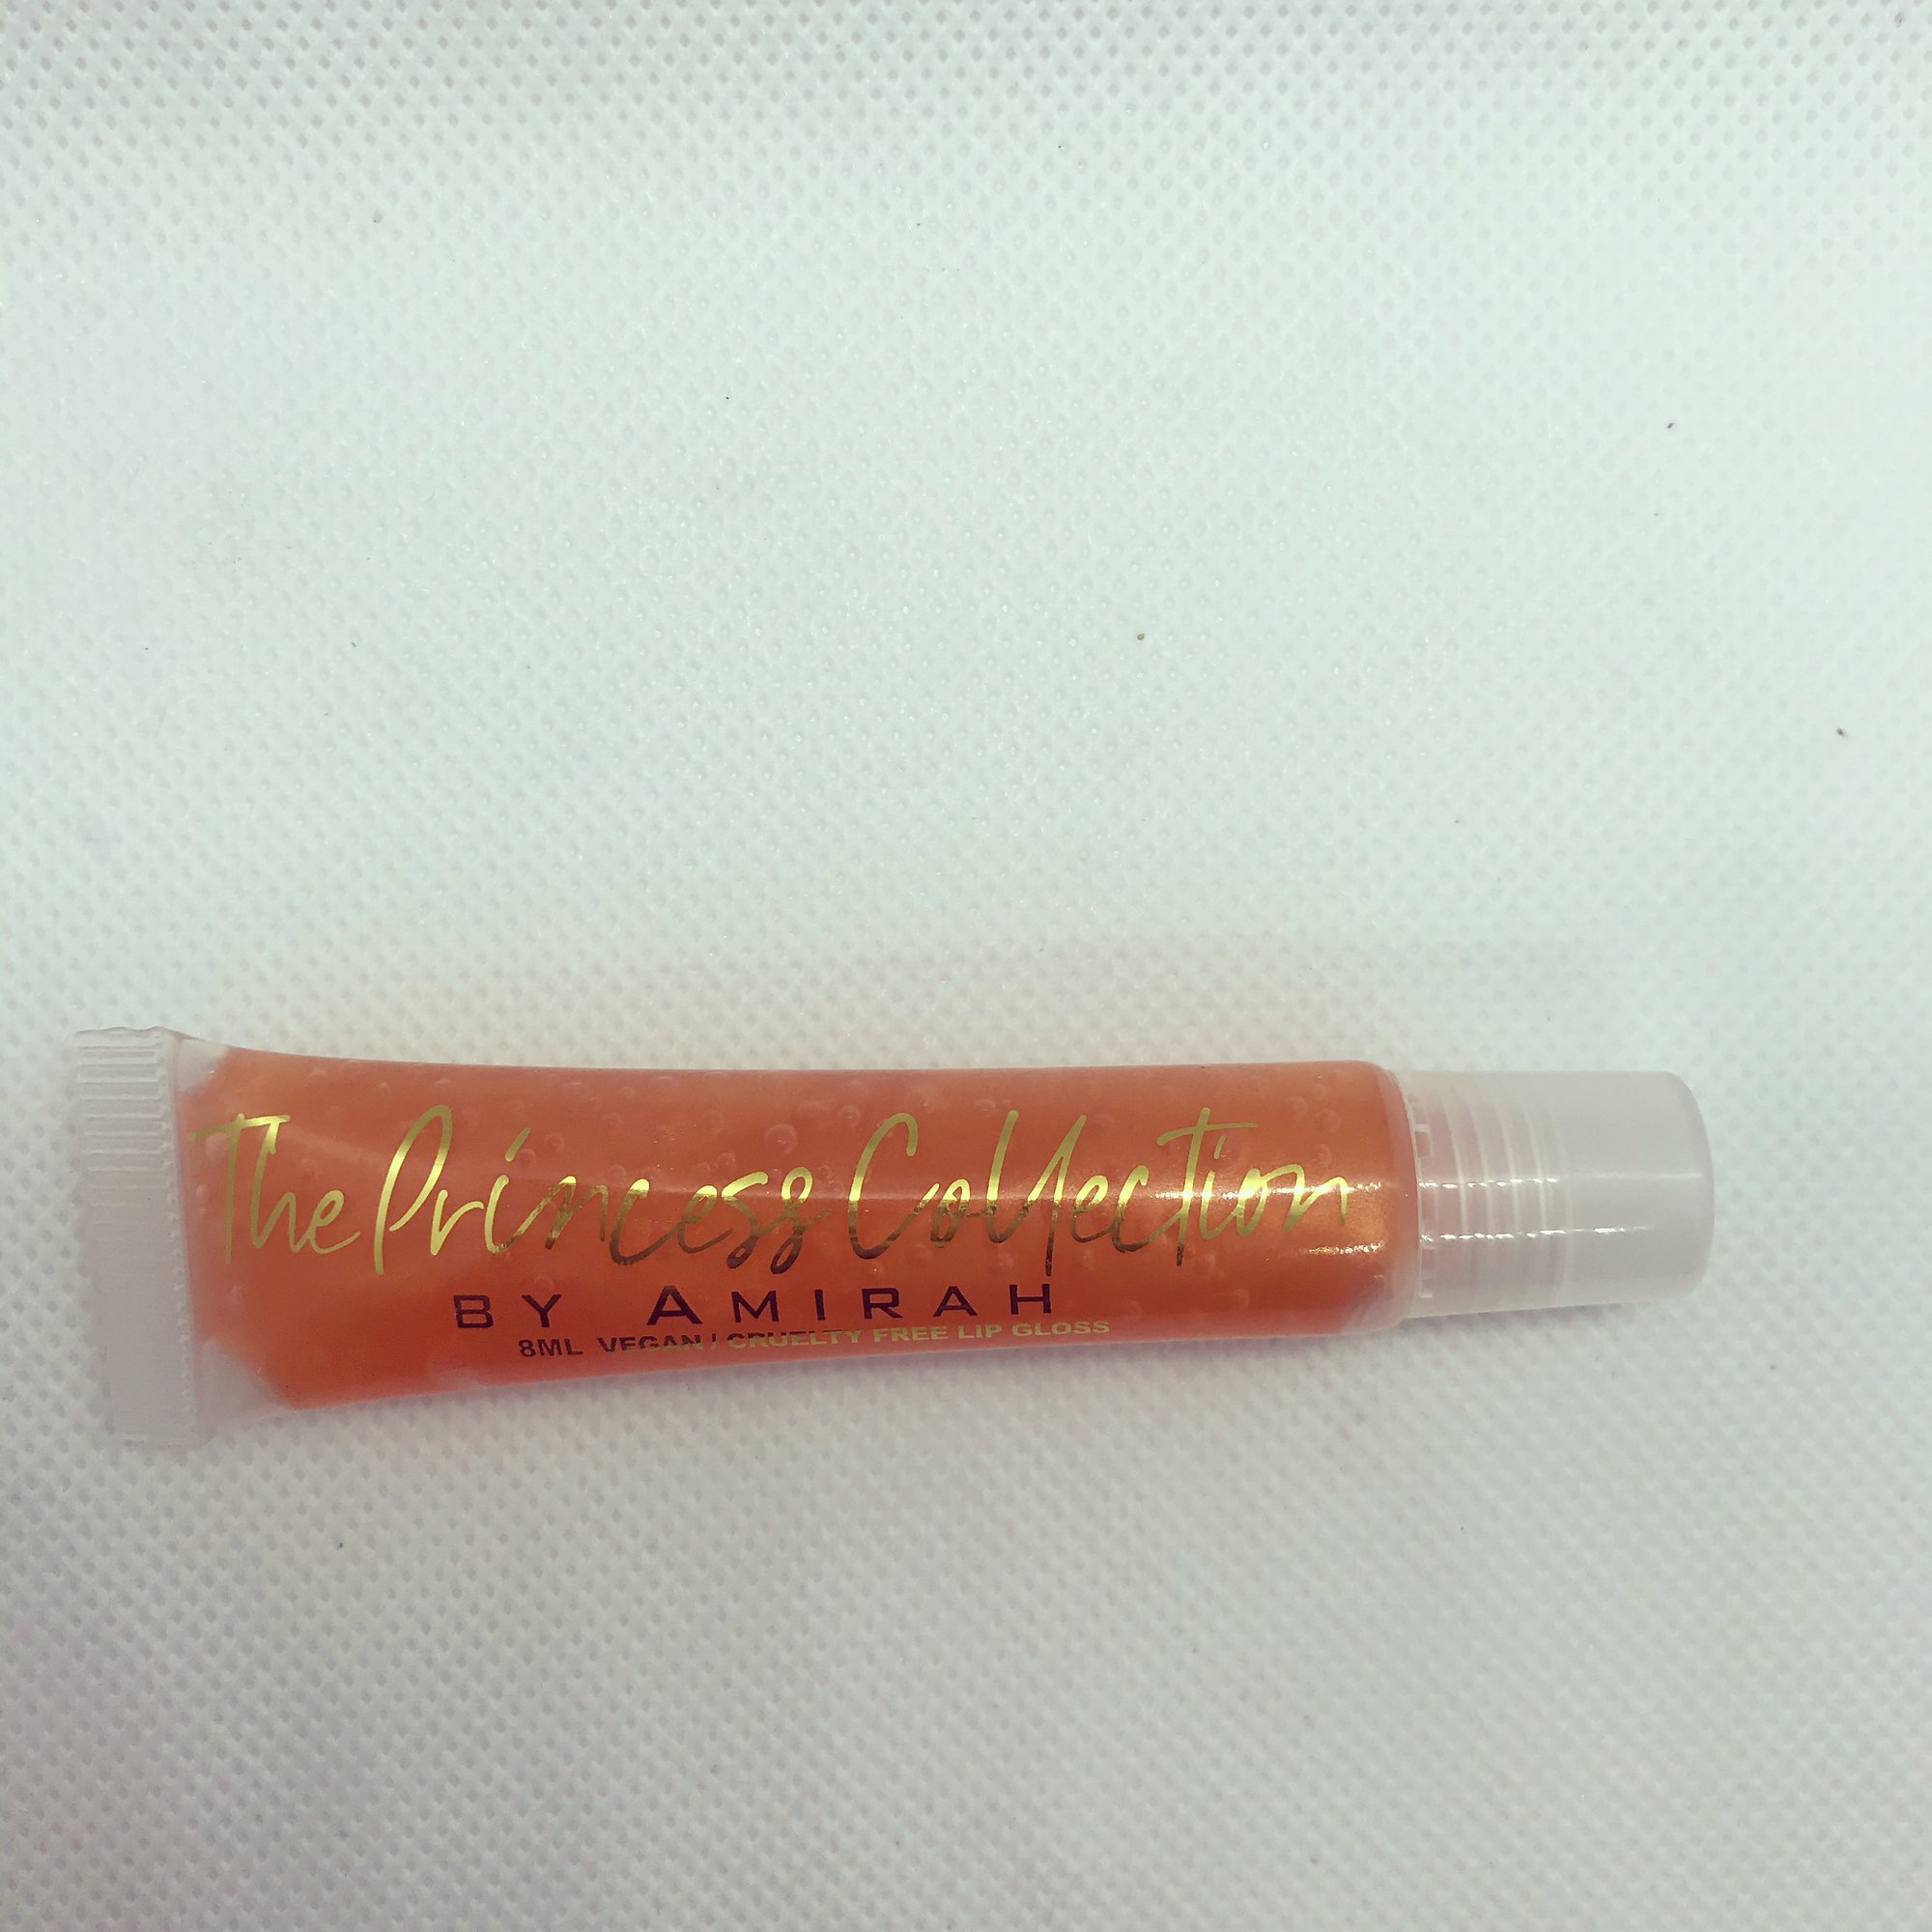 The Princess Collection
BY AMIRAH
8ML VEGAN / CRUELTY FREE LIP GLOSS